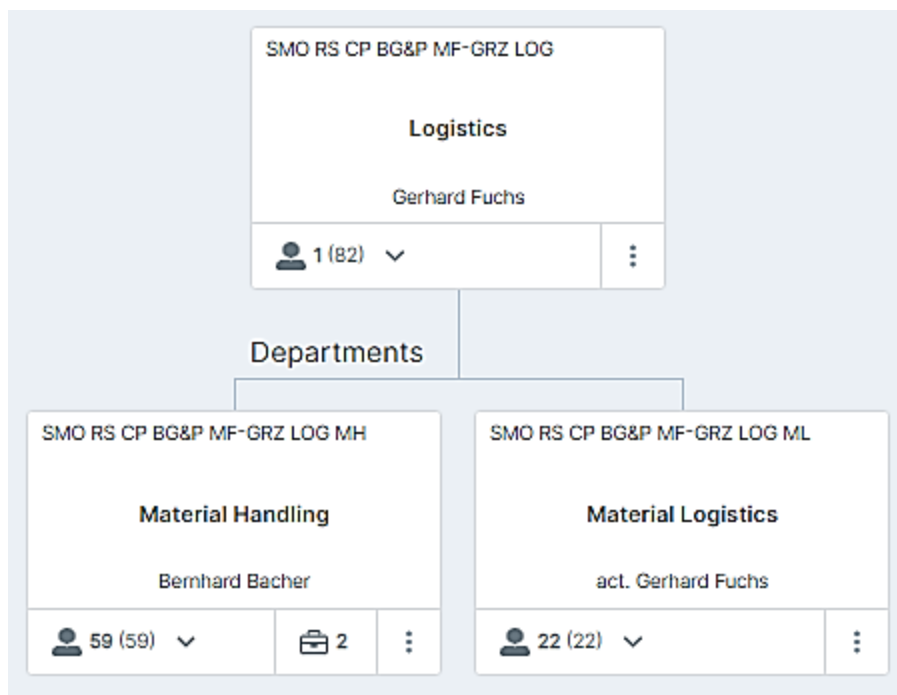 SMO RS CP BG&P MF-GRZ LOG
Logistics
Gerhard Fuchs
1 (82)
Departments
SMO RS CP BG&P MF-GRZ LOG MH
Material Handling
Bernhard Bacher
59 (59)
2
SMO RS CP BG&P MF-GRZ LOG ML
Material Logistics
act. Gerhard Fuchs
22 (22)